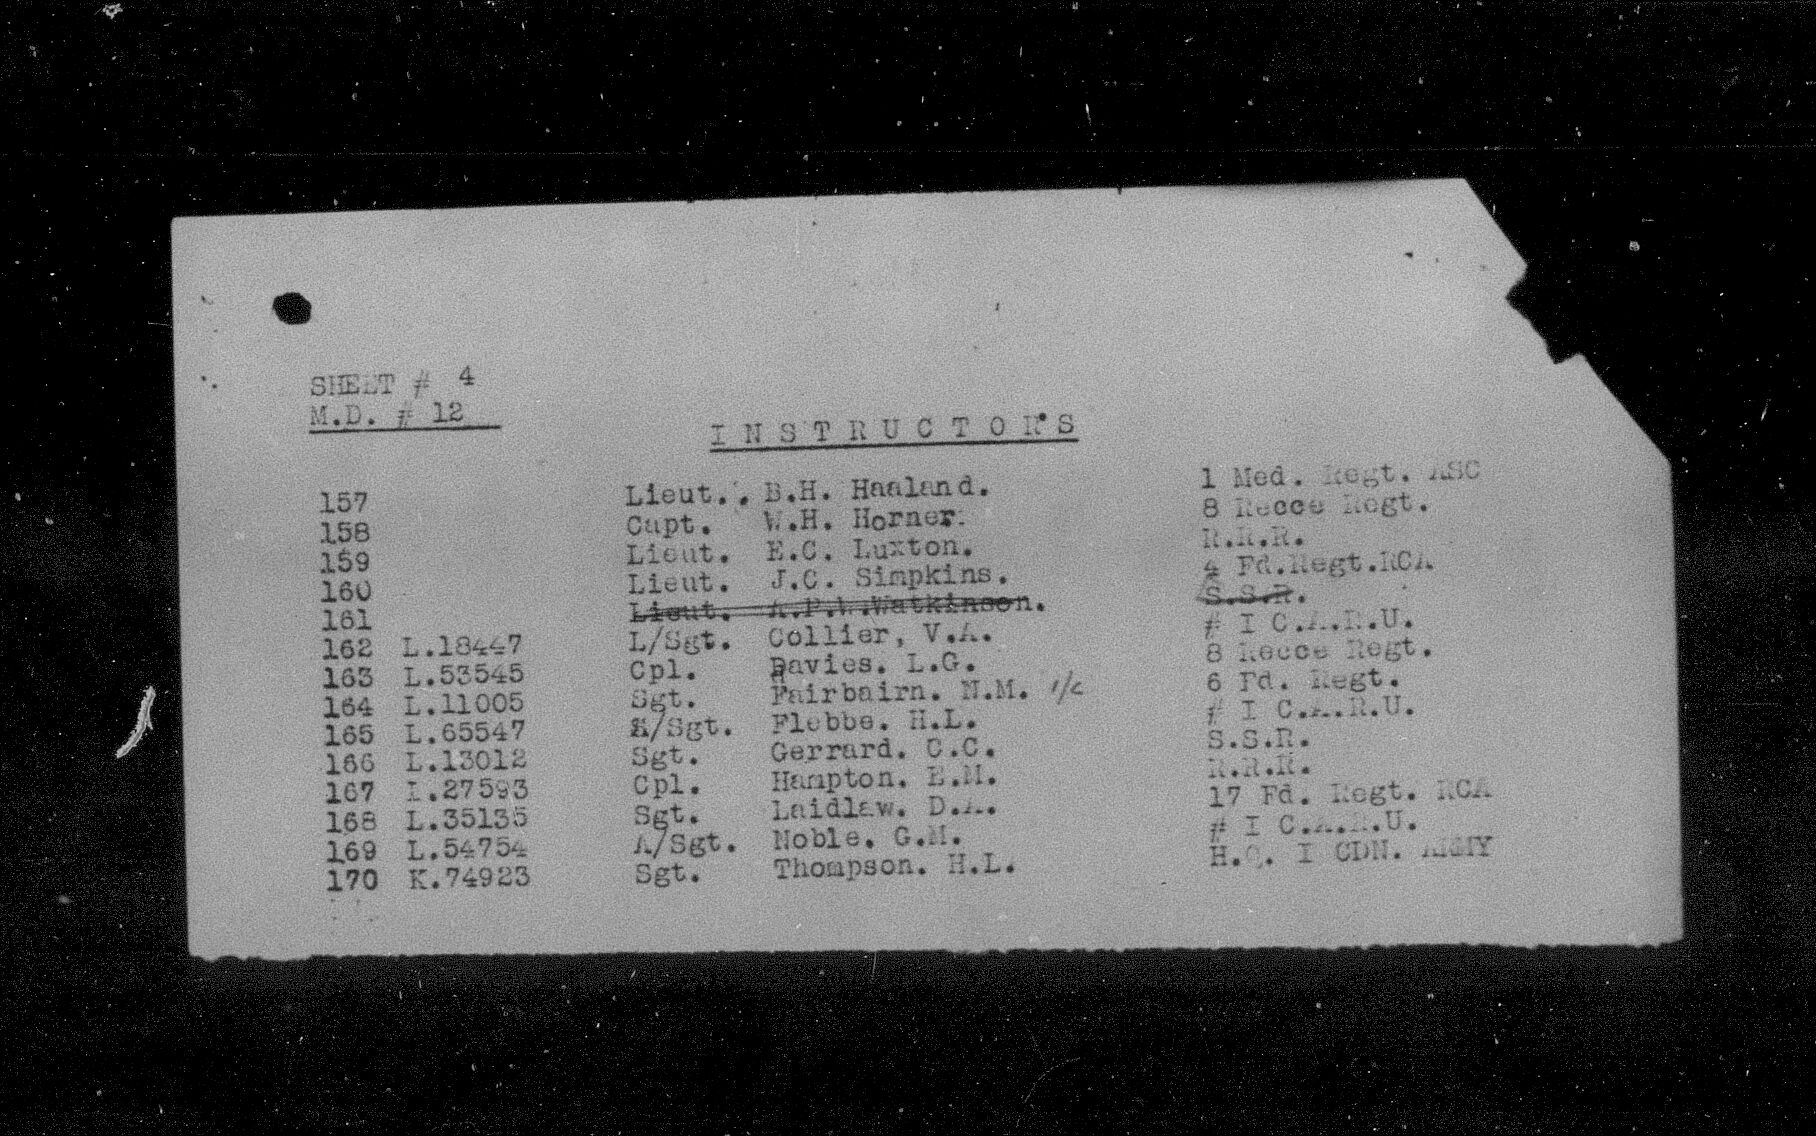 SHEET # 4
M.D. # 12
I N S T R U C T O R S
157 Lieut.. B.H. Haaland. 1 Med. Regt. ASC
158 Capt. W.H. Horner. 8 Recce Regt.
159 Lieut. E.C. Luxton. R.R.R.
160 Lieut. J.C. Simpkins. 4 Fd.Regt.RCA
161 Lieut. A.P.W.Watkinson. S.S.R.
162 L.18447 L/Sgt. Collier, V.A. # I C.A.R.U.
163 L.53545 Cpl. Davies. L.G. 8 Recce Regt.
164 L.11005 Sgt. Fairbairn. N.M. 6 Fd. Regt.
165 L.65547 A/Sgt. Flebbe. H.L. # I C.A.R.U.
166 L.13012 Sgt. Gerrard. C.C. S.S.R.
167 L.27593 Cpl. Hampton. E.M. R.R.R.
168 L.35135 Sgt. Laidlaw. D.A. 17 Fd. Regt. RCA
169 L.54754 A/Sgt. Noble. G.M. # I C.A.R.U.
170 K.74923 Sgt. Thompson. H.L. H.Q. I CDN. ARMY